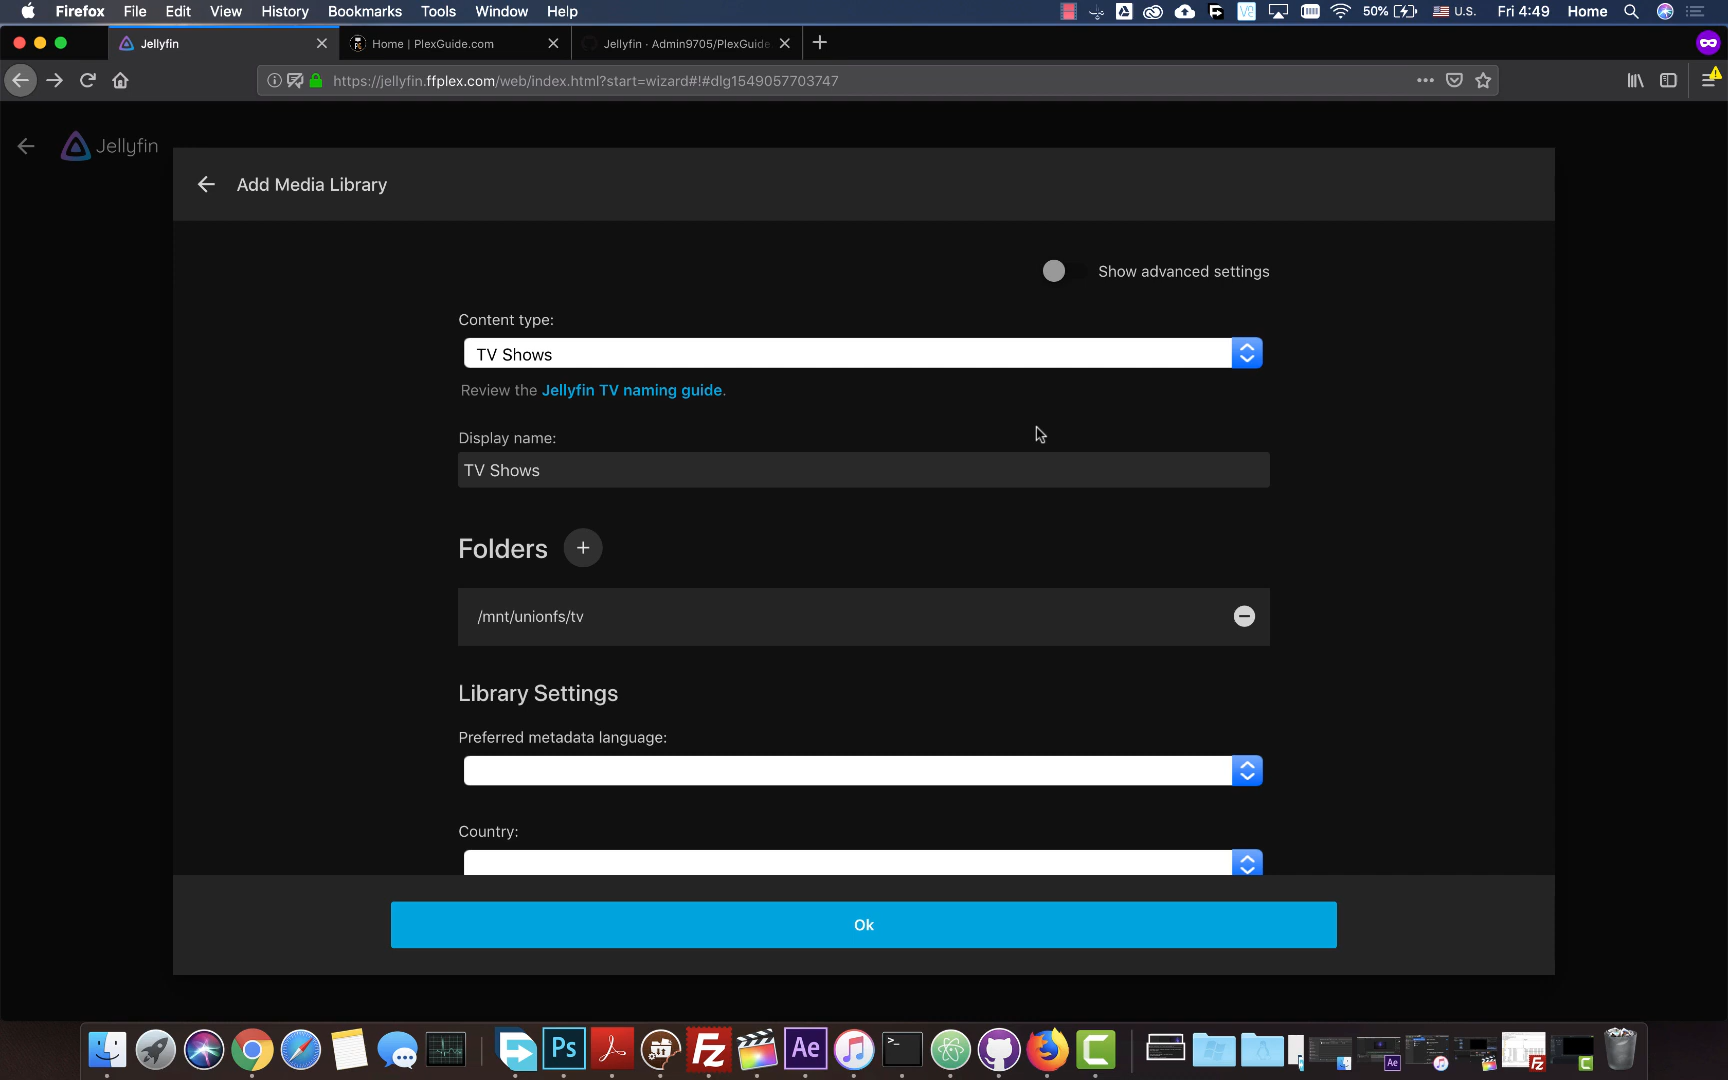 Firefox File Edit View History Bookmarks Tools Window Help 50% U.S. Fri 4:49 Home
Jellyfin Home | PlexGuide.com Jellyfin · Admin9705/PlexGuide
https://jellyfin.ffplex.com/web/index.html?start=wizard#!#dlg1549057703747
Jellyfin
Add Media Library
Show advanced settings
Content type:
TV Shows
Review the Jellyfin TV naming guide.
Display name:
TV Shows
Folders
/mnt/unionfs/tv
Library Settings
Preferred metadata language:
Country:
Ok
Ps Fz Ae